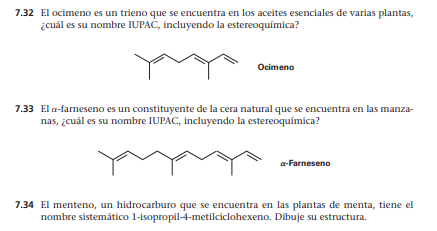 7.32 El ocimeno es un trieno que se encuentra en los aceites esenciales de varias plantas,
¿cuál es su nombre IUPAC, incluyendo la estereoquímica?
Ocimeno
7.33 El α-farneseno es un constituyente de la cera natural que se encuentra en las manza-
nas, ¿cuál es su nombre IUPAC, incluyendo la estereoquímica?
α-Farneseno
7.34 El menteno, un hidrocarburo que se encuentra en las plantas de menta, tiene el
nombre sistemático 1-isopropil-4-metilciclohexeno. Dibuje su estructura.